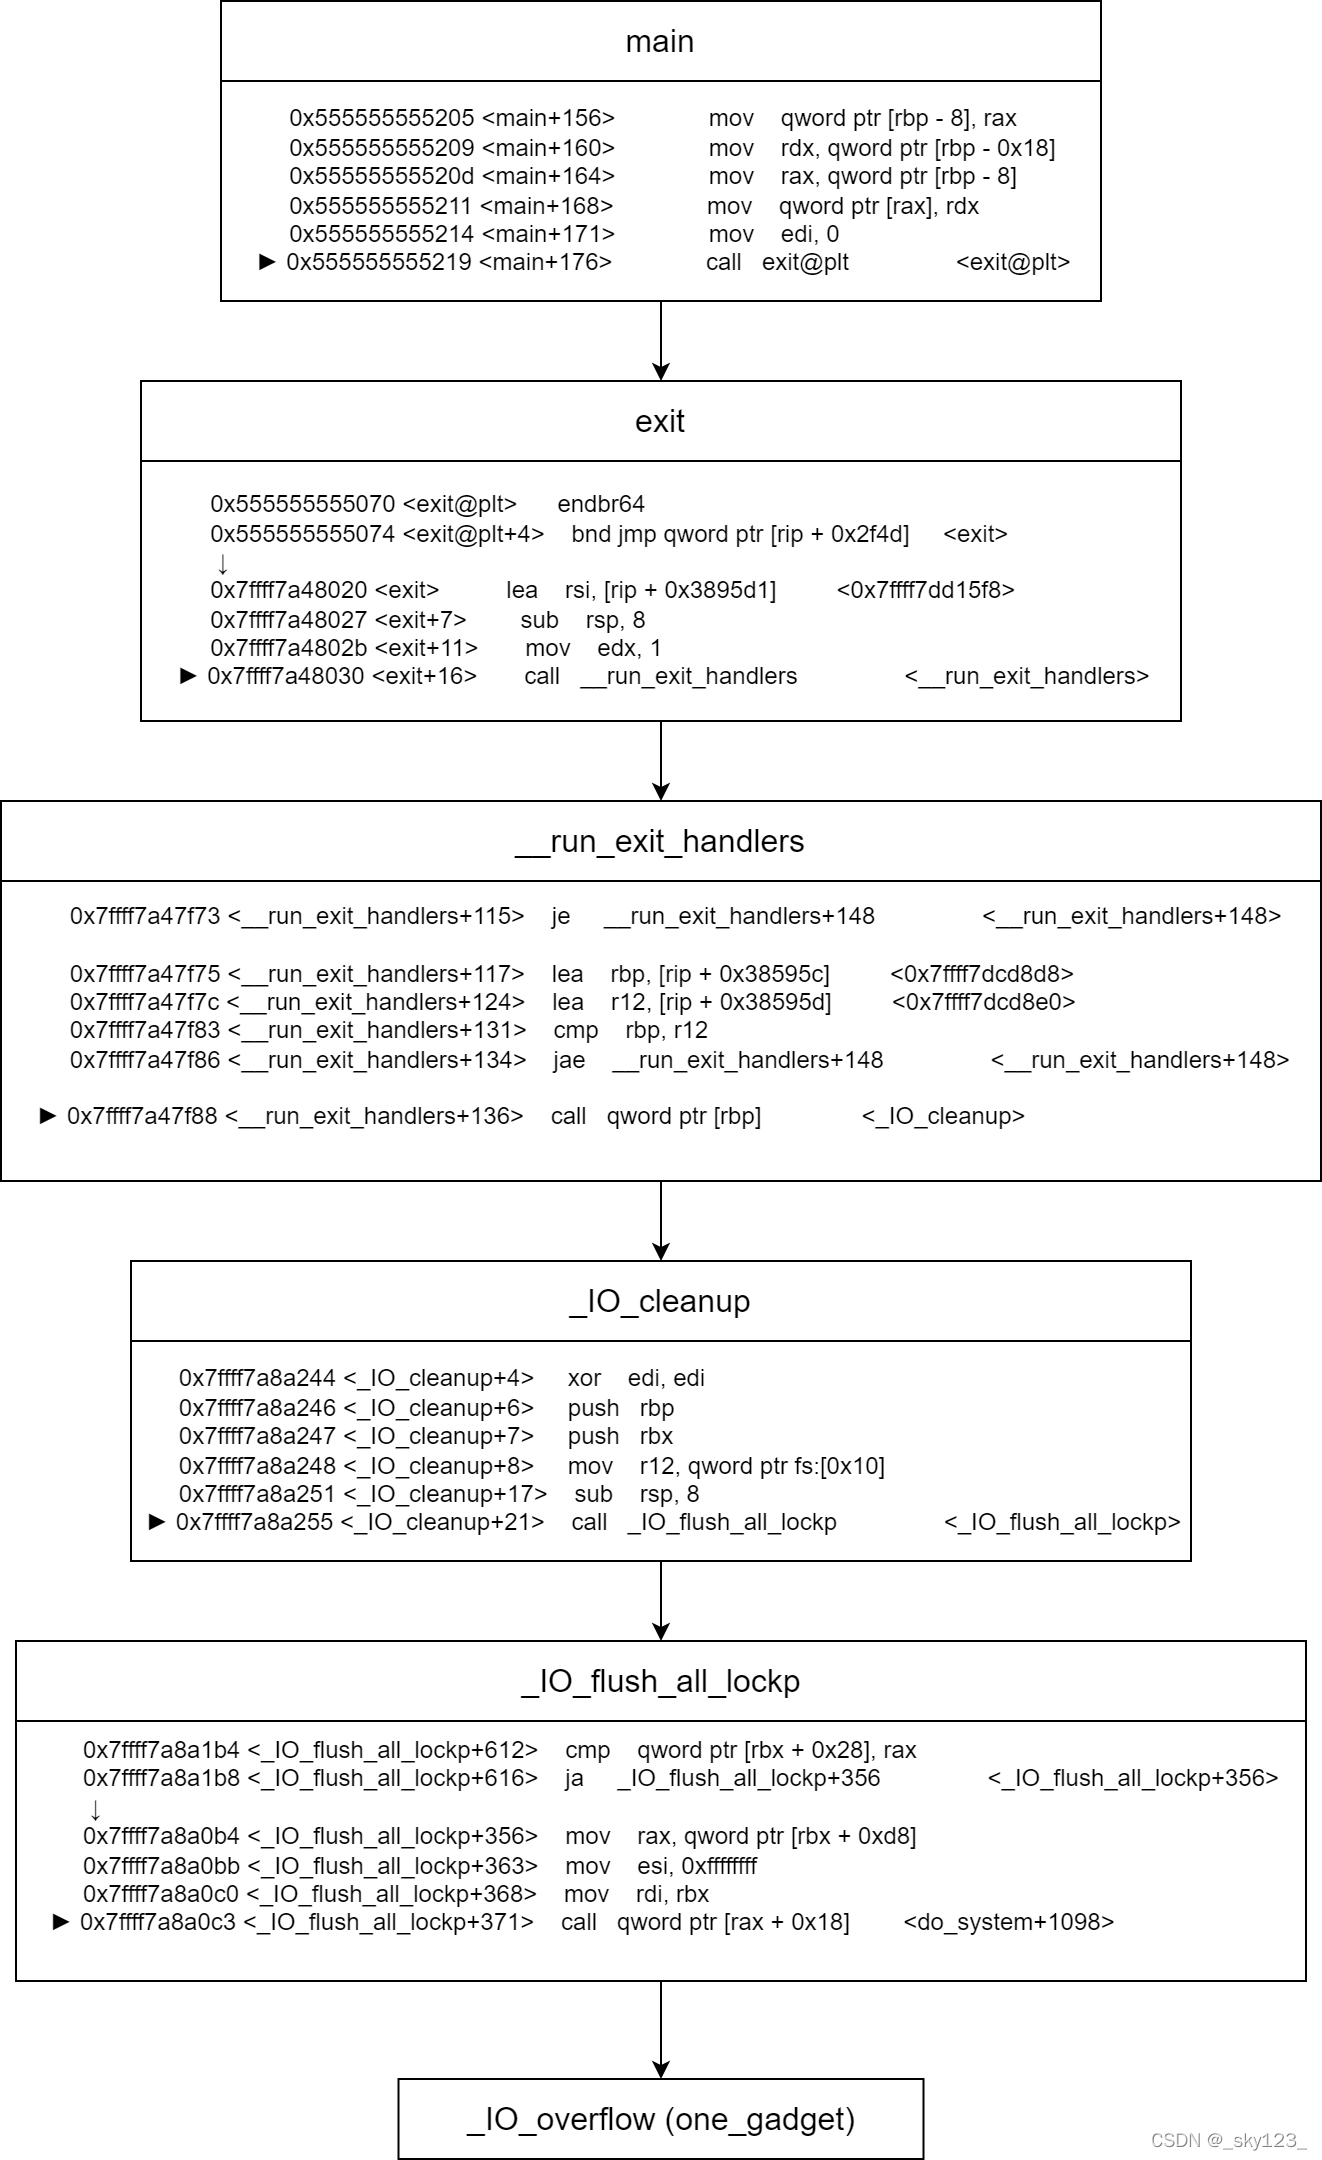 main
0x555555555205 <main+156> mov qword ptr [rbp - 8], rax
0x555555555209 <main+160> mov rdx, qword ptr [rbp - 0x18]
0x55555555520d <main+164> mov rax, qword ptr [rbp - 8]
0x555555555211 <main+168> mov qword ptr [rax], rdx
0x555555555214 <main+171> mov edi, 0
► 0x555555555219 <main+176> call exit@plt <exit@plt>
exit
0x555555555070 <exit@plt> endbr64
0x555555555074 <exit@plt+4> bnd jmp qword ptr [rip + 0x2f4d] <exit>
↓
0x7ffff7a48020 <exit> lea rsi, [rip + 0x3895d1] <0x7ffff7dd15f8>
0x7ffff7a48027 <exit+7> sub rsp, 8
0x7ffff7a4802b <exit+11> mov edx, 1
► 0x7ffff7a48030 <exit+16> call __run_exit_handlers <__run_exit_handlers>
__run_exit_handlers
0x7ffff7a47f73 <__run_exit_handlers+115> je __run_exit_handlers+148 <__run_exit_handlers+148>
0x7ffff7a47f75 <__run_exit_handlers+117> lea rbp, [rip + 0x38595c] <0x7ffff7dcd8d8>
0x7ffff7a47f7c <__run_exit_handlers+124> lea r12, [rip + 0x38595d] <0x7ffff7dcd8e0>
0x7ffff7a47f83 <__run_exit_handlers+131> cmp rbp, r12
0x7ffff7a47f86 <__run_exit_handlers+134> jae __run_exit_handlers+148 <__run_exit_handlers+148>
► 0x7ffff7a47f88 <__run_exit_handlers+136> call qword ptr [rbp] <_IO_cleanup>
_IO_cleanup
0x7ffff7a8a244 <_IO_cleanup+4> xor edi, edi
0x7ffff7a8a246 <_IO_cleanup+6> push rbp
0x7ffff7a8a247 <_IO_cleanup+7> push rbx
0x7ffff7a8a248 <_IO_cleanup+8> mov r12, qword ptr fs:[0x10]
0x7ffff7a8a251 <_IO_cleanup+17> sub rsp, 8
► 0x7ffff7a8a255 <_IO_cleanup+21> call _IO_flush_all_lockp <_IO_flush_all_lockp>
_IO_flush_all_lockp
0x7ffff7a8a1b4 <_IO_flush_all_lockp+612> cmp qword ptr [rbx + 0x28], rax
0x7ffff7a8a1b8 <_IO_flush_all_lockp+616> ja _IO_flush_all_lockp+356 <_IO_flush_all_lockp+356>
↓
0x7ffff7a8a0b4 <_IO_flush_all_lockp+356> mov rax, qword ptr [rbx + 0xd8]
0x7ffff7a8a0bb <_IO_flush_all_lockp+363> mov esi, 0xffffffff
0x7ffff7a8a0c0 <_IO_flush_all_lockp+368> mov rdi, rbx
► 0x7ffff7a8a0c3 <_IO_flush_all_lockp+371> call qword ptr [rax + 0x18] <do_system+1098>
_IO_overflow (one_gadget)
CSDN @_sky123_